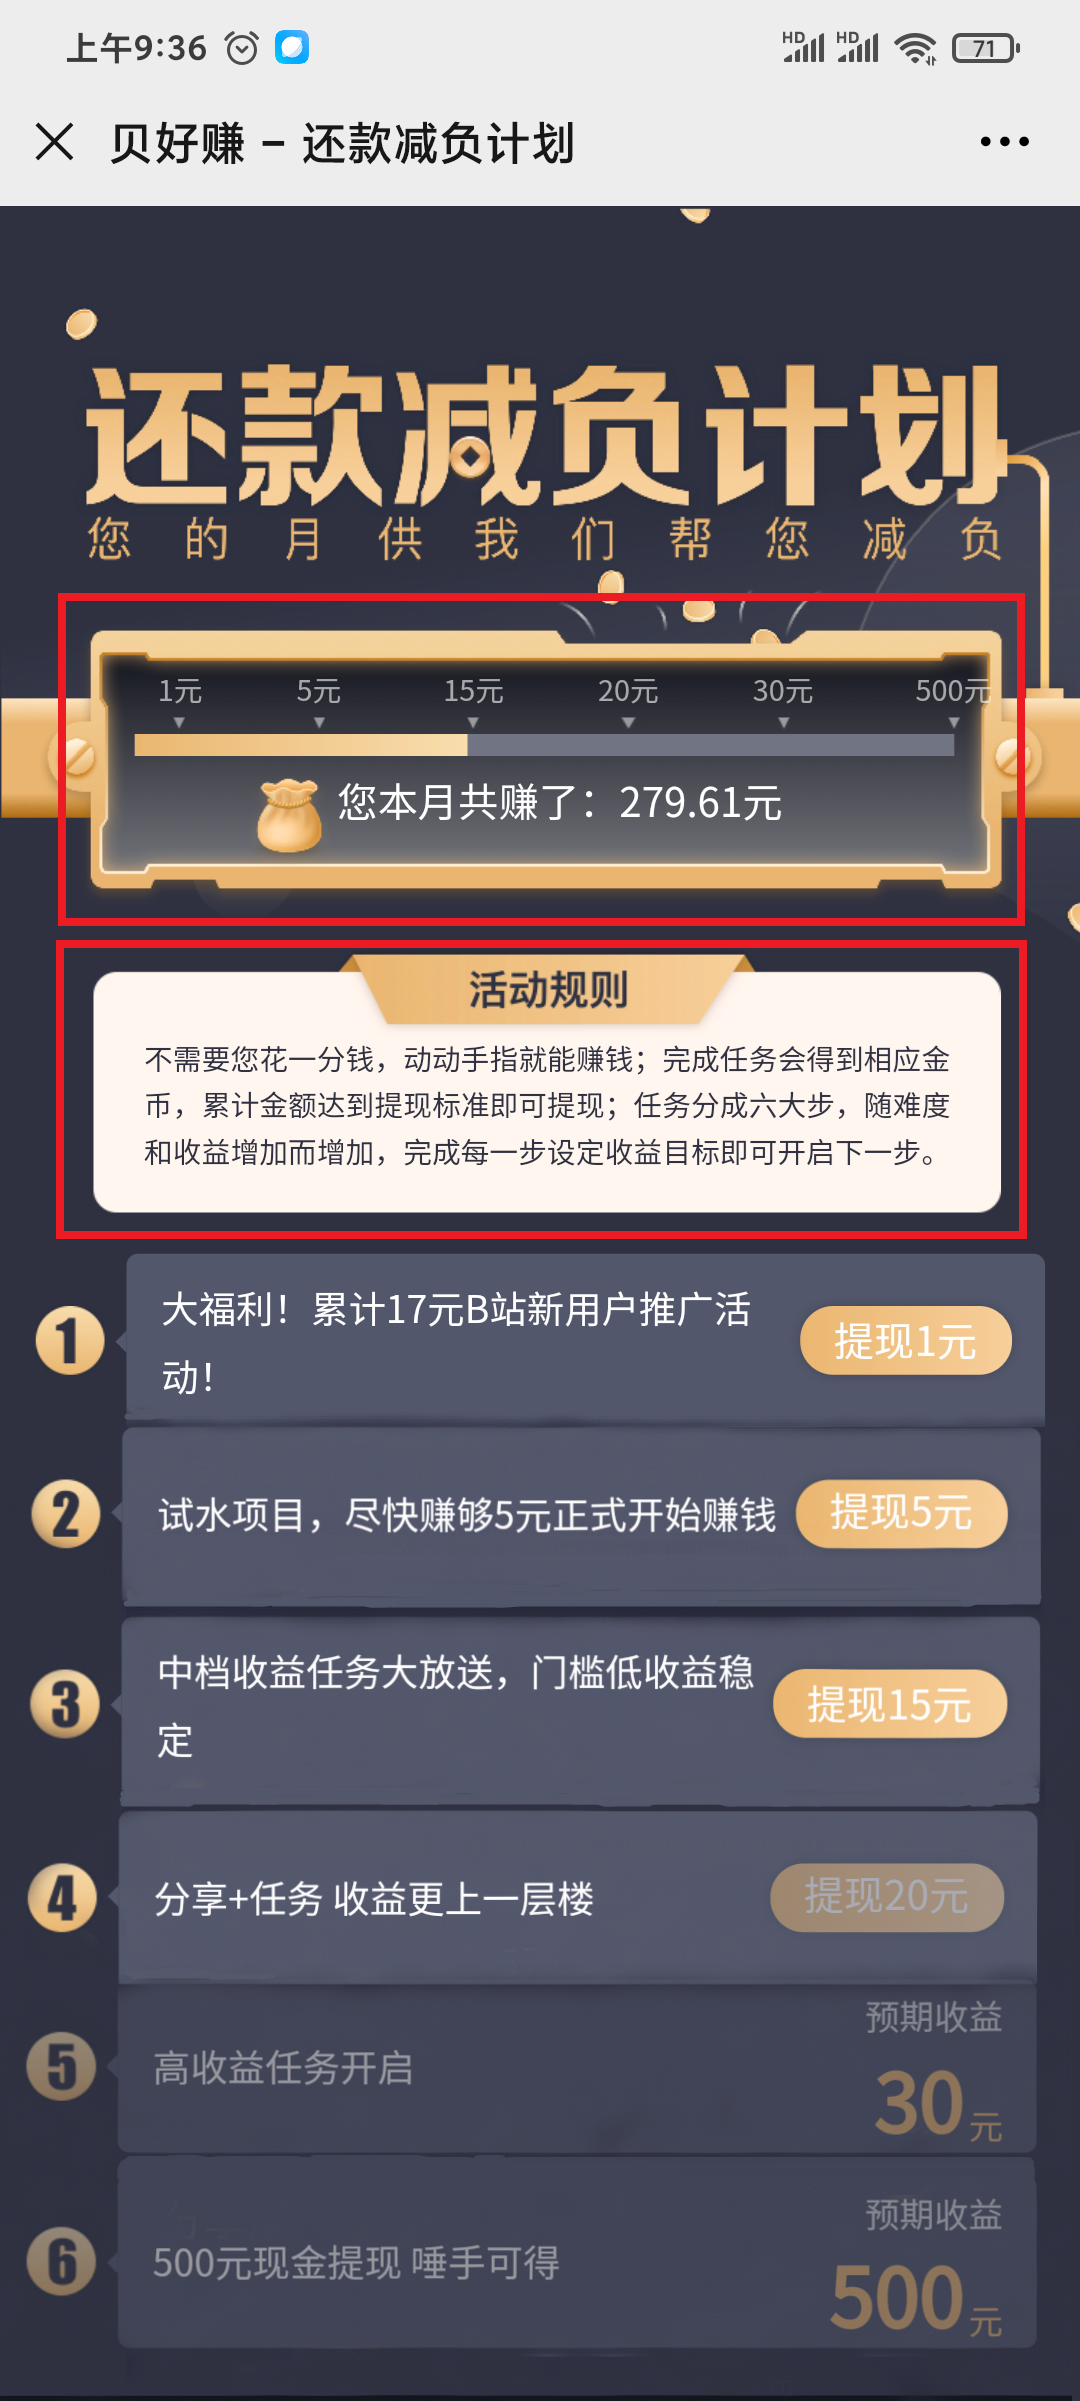 上午9:36
HD HD 71
贝好赚 - 还款减负计划
还款减负计划
您的月供我们帮您减负
1元 5元 15元 20元 30元 500元
您本月共赚了：279.61元
活动规则
不需要您花一分钱，动动手指就能赚钱；完成任务会得到相应金
币，累计金额达到提现标准即可提现；任务分成六大步，随难度
和收益增加而增加，完成每一步设定收益目标即可开启下一步。
1
大福利！累计17元B站新用户推广活
动！
提现1元
2
试水项目，尽快赚够5元正式开始赚钱
提现5元
3
中档收益任务大放送，门槛低收益稳
定
提现15元
4
分享+任务 收益更上一层楼
提现20元
5
高收益任务开启
预期收益
30元
6
500元现金提现 唾手可得
预期收益
500元